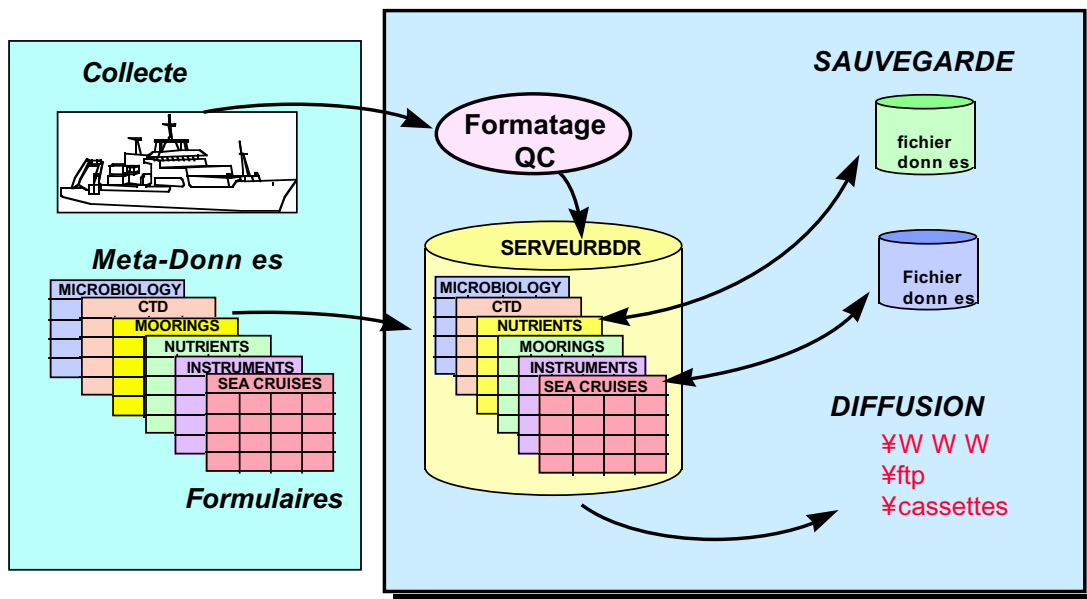 Collecte
Meta-Donn es
MICROBIOLOGY
CTD
MOORINGS
NUTRIENTS
INSTRUMENTS
SEA CRUISES
Formulaires
Formatage
QC
SERVEURBDR
MICROBIOLOGY
CTD
NUTRIENTS
MOORINGS
INSTRUMENTS
SEA CRUISES
SAUVEGARDE
fichier
donn es
Fichier
donn es
DIFFUSION
¥W W W
¥ftp
¥cassettes